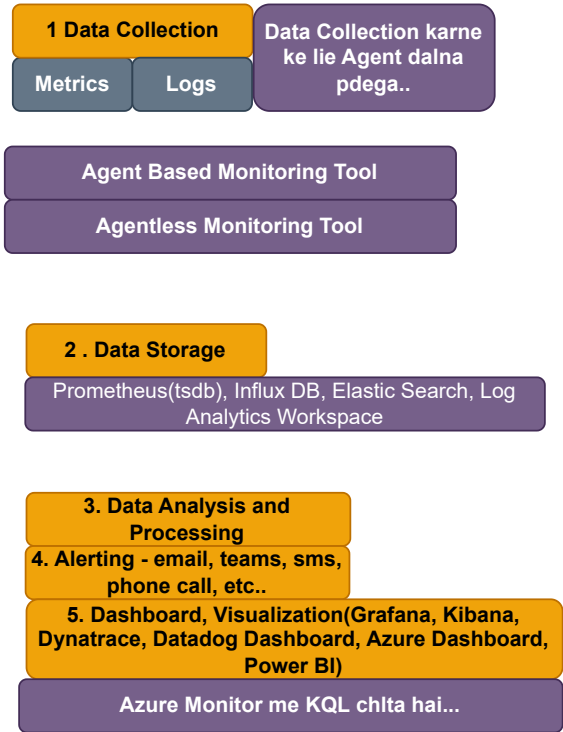 1 Data Collection
Data Collection karne
ke lie Agent dalna
pdega..
Metrics
Logs
Agent Based Monitoring Tool
Agentless Monitoring Tool
2 . Data Storage
Prometheus(tsdb), Influx DB, Elastic Search, Log
Analytics Workspace
3. Data Analysis and
Processing
4. Alerting - email, teams, sms,
phone call, etc..
5. Dashboard, Visualization(Grafana, Kibana,
Dynatrace, Datadog Dashboard, Azure Dashboard,
Power BI)
Azure Monitor me KQL chlta hai...